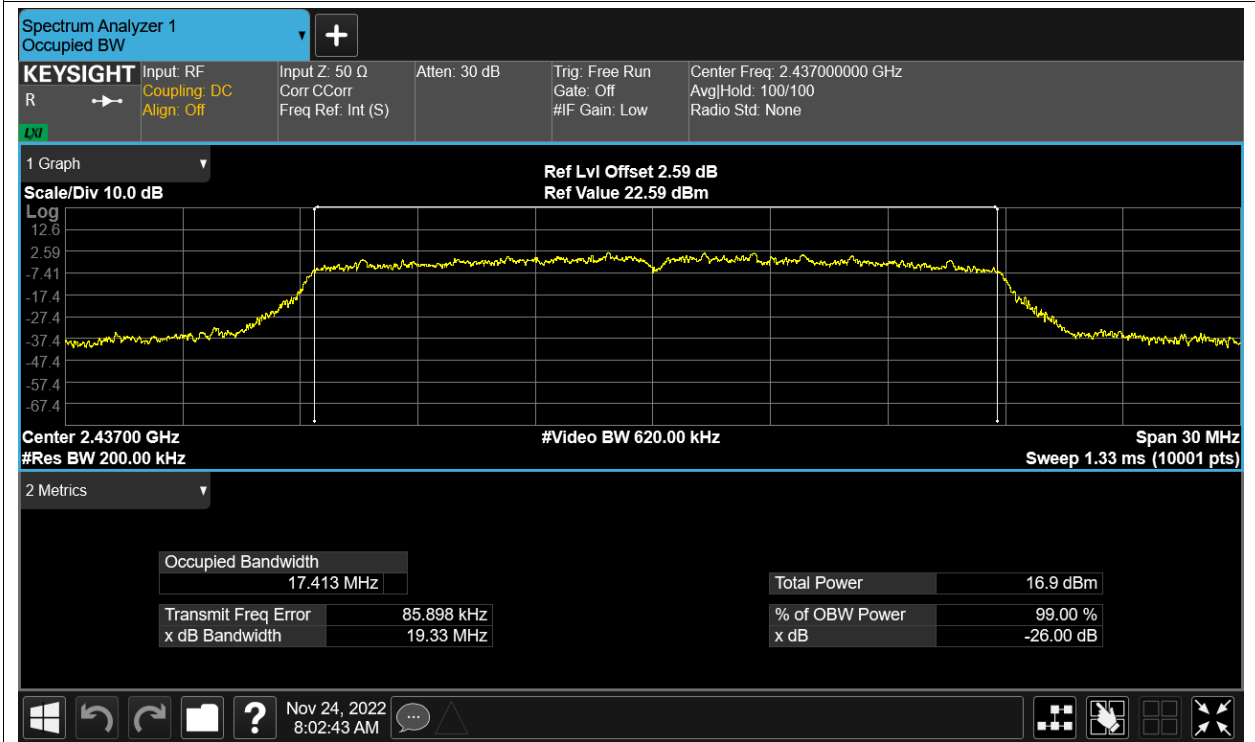 Spectrum Analyzer 1
Occupied BW
KEYSIGHT
R
LXI
Input: RF
Coupling: DC
Align: Off
Input Z: 50 Ω
Corr CCorr
Freq Ref: Int (S)
Atten: 30 dB
Trig: Free Run
Gate: Off
#IF Gain: Low
Center Freq: 2.437000000 GHz
Avg|Hold: 100/100
Radio Std: None
1 Graph
Scale/Div 10.0 dB
Ref Lvl Offset 2.59 dB
Ref Value 22.59 dBm
Log
12.6
2.59
-7.41
-17.4
-27.4
-37.4
-47.4
-57.4
-67.4
Center 2.43700 GHz
#Res BW 200.00 kHz
#Video BW 620.00 kHz
Span 30 MHz
Sweep 1.33 ms (10001 pts)
2 Metrics
Occupied Bandwidth
17.413 MHz
Transmit Freq Error 85.898 kHz
x dB Bandwidth 19.33 MHz
Total Power 16.9 dBm
% of OBW Power 99.00 %
x dB -26.00 dB
?
Nov 24, 2022
8:02:43 AM